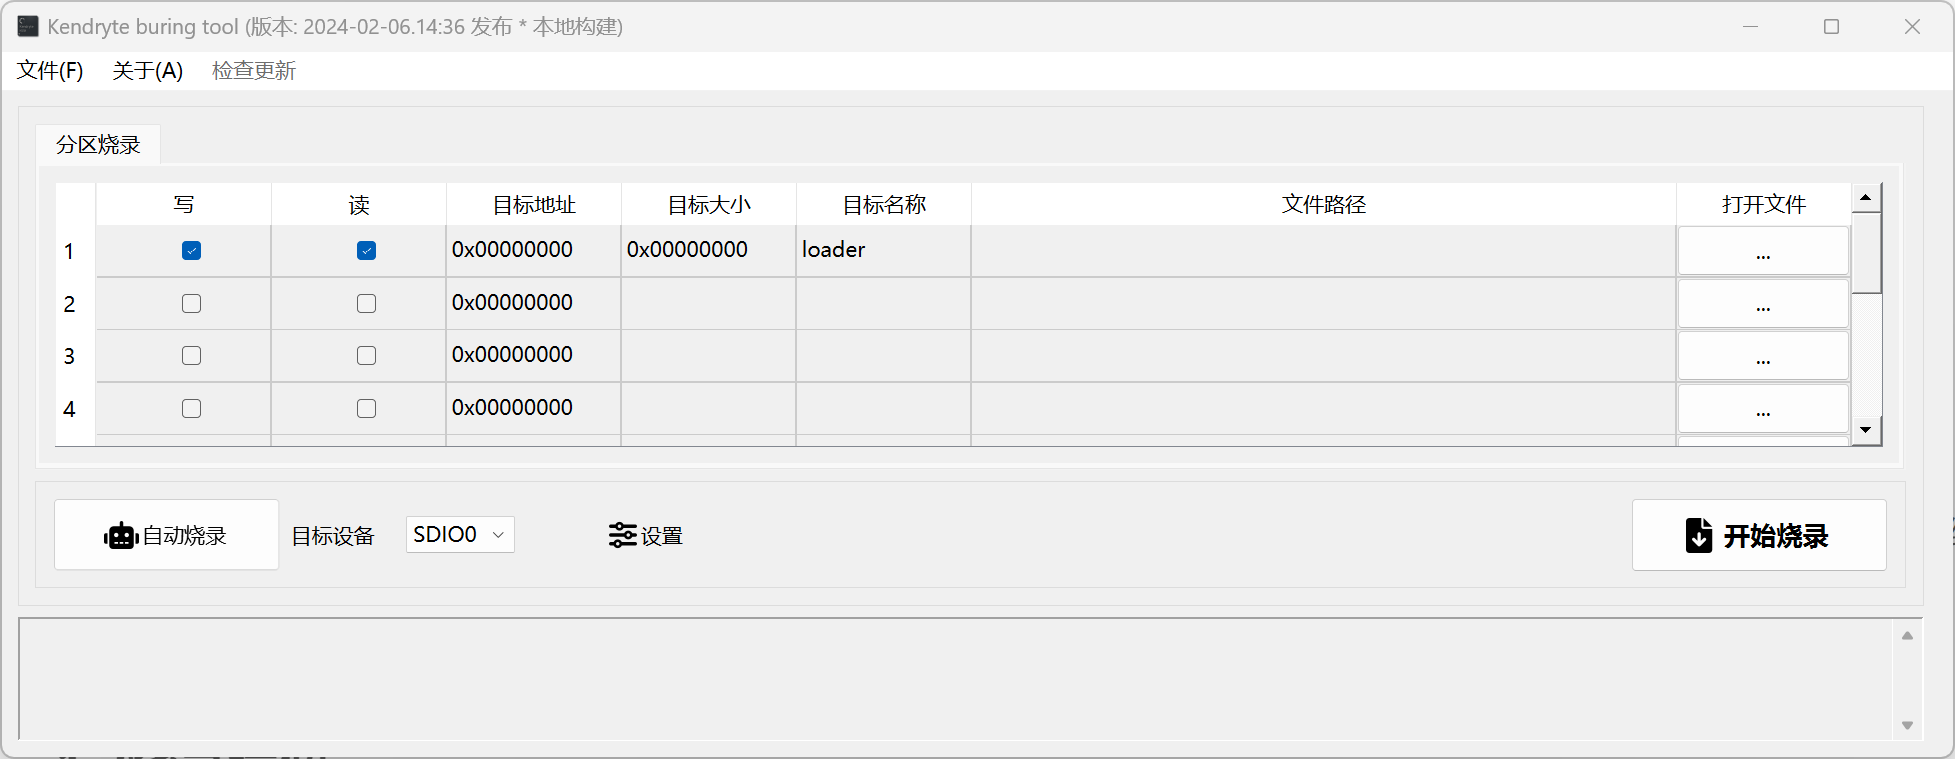 Kendryte buring tool (版本: 2024-02-06.14:36 发布 * 本地构建)
文件(F) 关于(A) 检查更新
分区烧录
写 读 目标地址 目标大小 目标名称 文件路径 打开文件
1 0x00000000 0x00000000 loader ...
2 0x00000000 ...
3 0x00000000 ...
4 0x00000000 ...
自动烧录 目标设备 SDIO0 设置 开始烧录